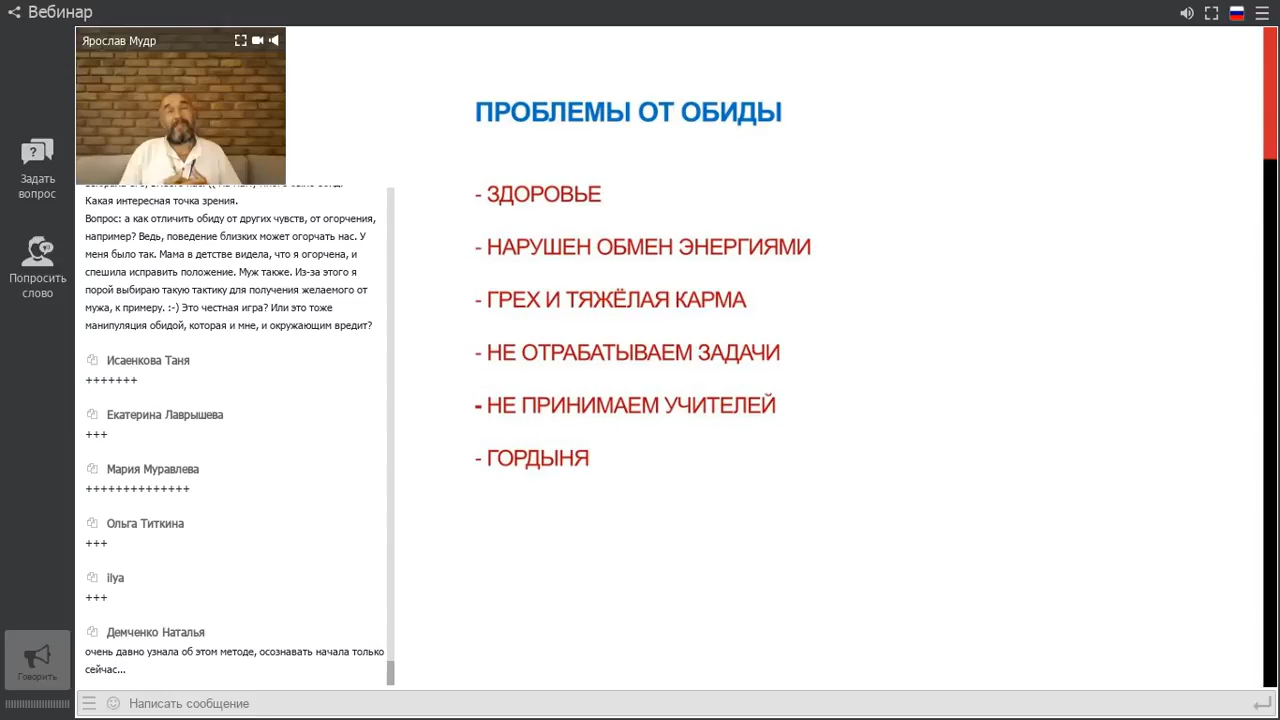 Вебинар
Ярослав Мудр
Задать
вопрос
Попросить
слово
Говорить
Какая интересная точка зрения.
Вопрос: а как отличить обиду от других чувств, от огорчения,
например? Ведь, поведение близких может огорчать нас. У
меня было так. Мама в детстве видела, что я огорчена, и
спешила исправить положение. Муж также. Из-за этого я
порой выбираю такую тактику для получения желаемого от
мужа, к примеру. :-) Это честная игра? Или это тоже
манипуляция обидой, которая и мне, и окружающим вредит?
Исаенкова Таня
+++++++
Екатерина Лаврышева
+++
Мария Муравлева
++++++++++++++
Ольга Титкина
+++
ilya
+++
Демченко Наталья
очень давно узнала об этом методе, осознавать начала только
сейчас...
Написать сообщение
ПРОБЛЕМЫ ОТ ОБИДЫ
- ЗДОРОВЬЕ
- НАРУШЕН ОБМЕН ЭНЕРГИЯМИ
- ГРЕХ И ТЯЖЁЛАЯ КАРМА
- НЕ ОТРАБАТЫВАЕМ ЗАДАЧИ
- НЕ ПРИНИМАЕМ УЧИТЕЛЕЙ
- ГОРДЫНЯ